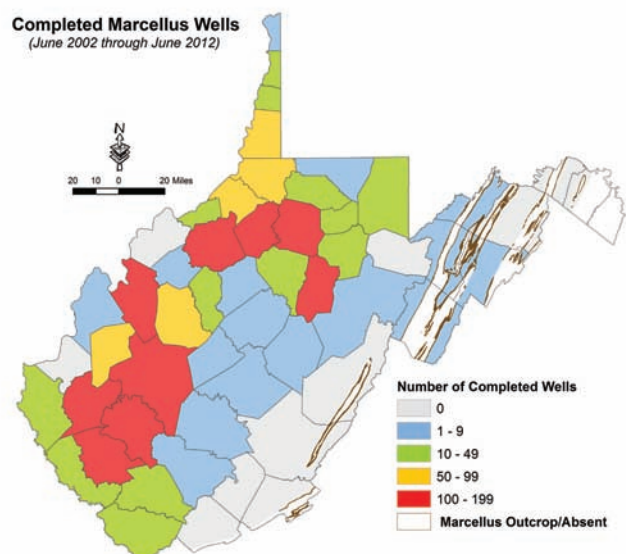 Completed Marcellus Wells
(June 2002 through June 2012)
N
20 10 0 20 Miles
Number of Completed Wells
0
1 - 9
10 - 49
50 - 99
100 - 199
Marcellus Outcrop/Absent